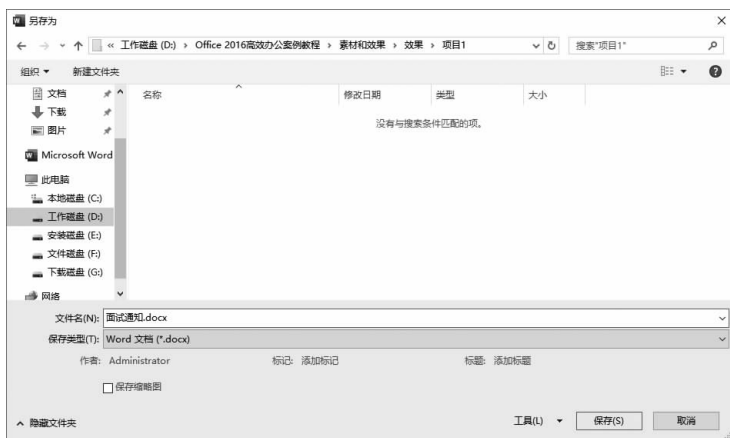 另存为
« 工作磁盘 (D:) › Office 2016高效办公案例教程 › 素材和效果 › 效果 › 项目1 搜索"项目1"
组织 新建文件夹
名称 修改日期 类型 大小
没有与搜索条件匹配的项。
文档
下载
图片
Microsoft Word
此电脑
本地磁盘 (C:)
工作磁盘 (D:)
安装磁盘 (E:)
文件磁盘 (F:)
下载磁盘 (G:)
网络
文件名(N): 面试通知.docx
保存类型(T): Word 文档 (*.docx)
作者: Administrator 标记: 添加标记 标题: 添加标题
保存缩略图
隐藏文件夹 工具(L) 保存(S) 取消